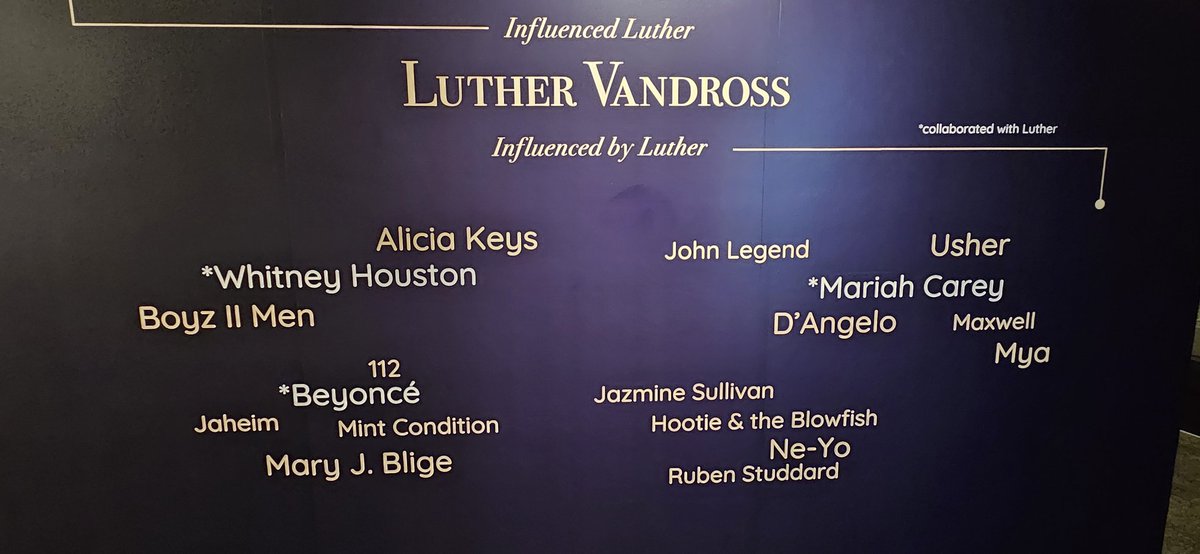 Influenced Luther
LUTHER VANDROSS
*collaborated with Luther
Influenced by Luther
Alicia Keys
*Whitney Houston
Boyz II Men
112
*Beyoncé
Jaheim
Mint Condition
Mary J. Blige
John Legend
Usher
*Mariah Carey
D'Angelo
Maxwell
Mya
Jazmine Sullivan
Hootie & the Blowfish
Ne-Yo
Ruben Studdard